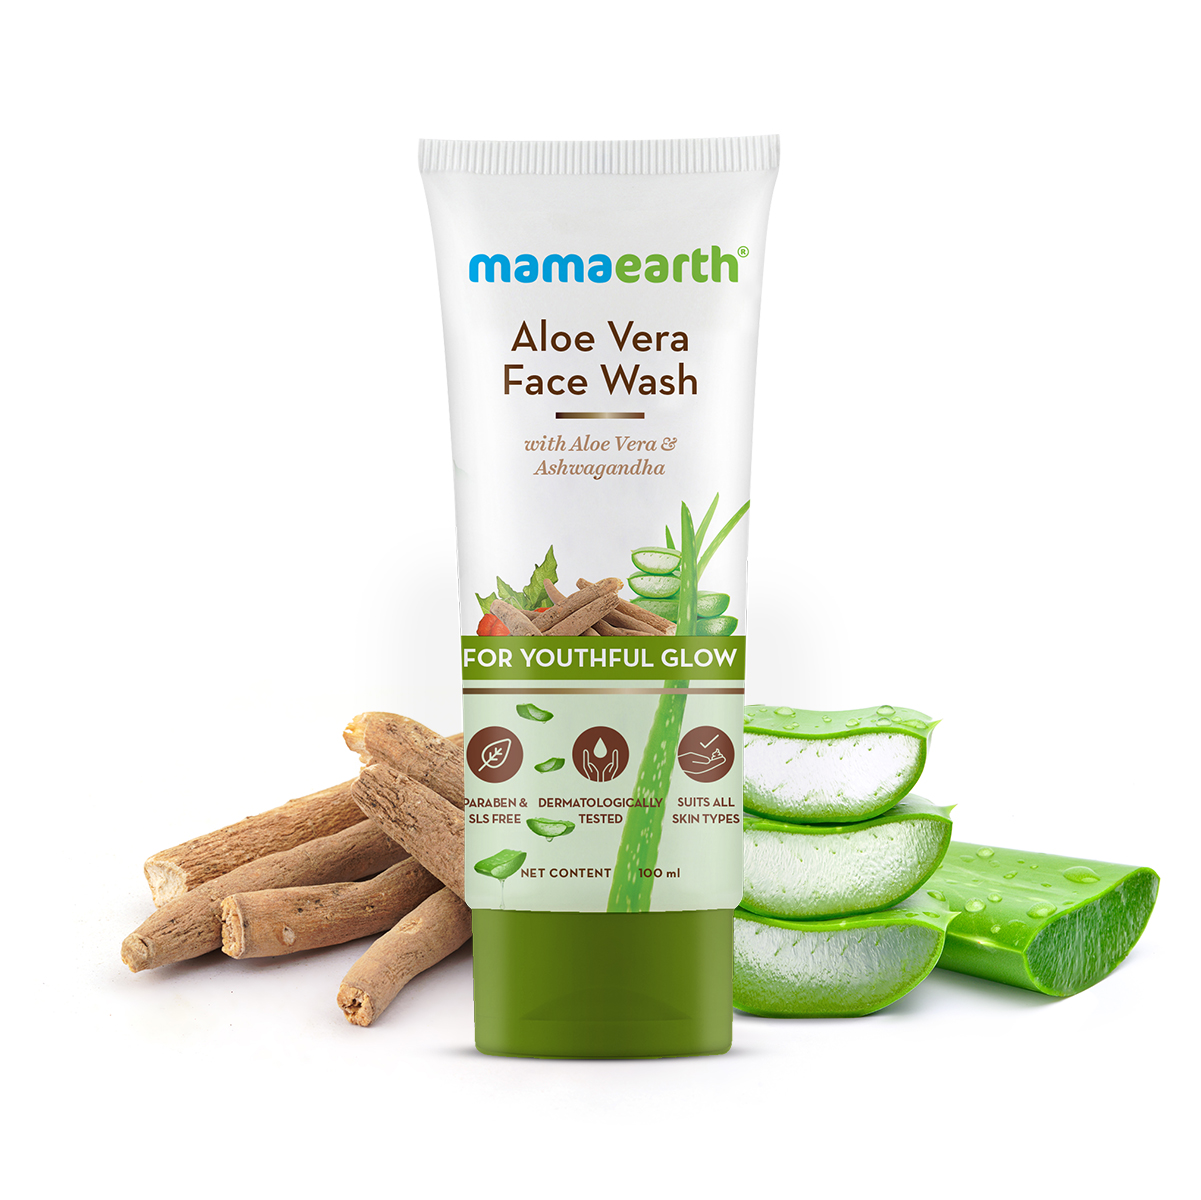 mamaearth®
Aloe Vera
Face Wash
with Aloe Vera &
Ashwagandha
FOR YOUTHFUL GLOW
PARABEN &
SLS FREE
DERMATOLOGICALLY
TESTED
SUITS ALL
SKIN TYPES
NET CONTENT 100 ml